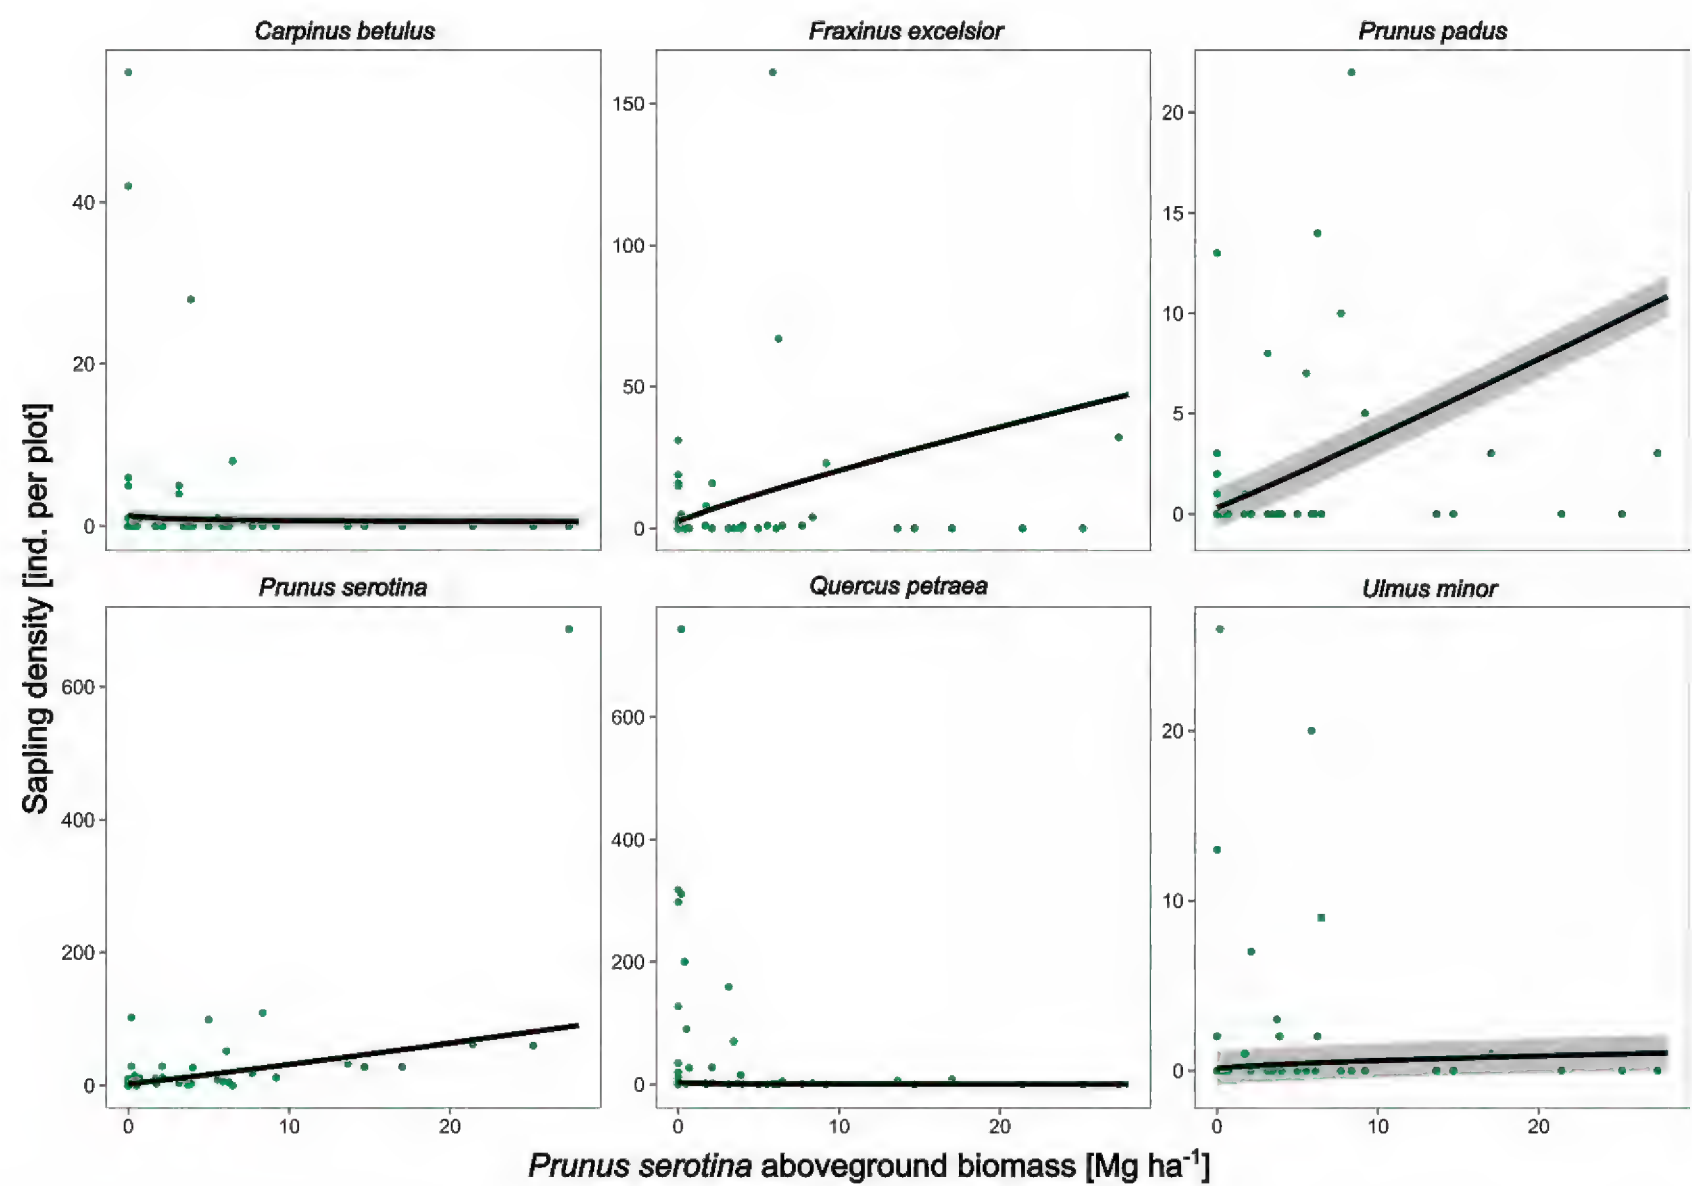 Carpinus betulus
Fraxinus excelsior
Prunus padus
40
20
0
150
100
50
0
20
15
10
5
0
Sapling density [ind. per plot]
Prunus serotina
Quercus petraea
Ulmus minor
600
400
200
0
600
400
200
0
20
10
0
0 10 20
0 10 20
0 10 20
Prunus serotina aboveground biomass [Mg ha⁻¹]